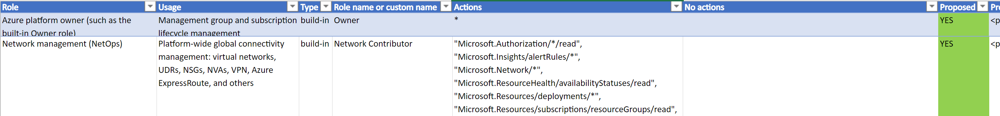 Role Usage Type Role name or custom name Actions No actions Proposed Pr
Azure platform owner (such as the
built-in Owner role)
Management group and subscription
lifecycle management
build-in
Owner
*
YES
<p
Network management (NetOps)
Platform-wide global connectivity
management: virtual networks,
UDRs, NSGs, NVAs, VPN, Azure
ExpressRoute, and others
build-in
Network Contributor
"Microsoft.Authorization/*/read",
"Microsoft.Insights/alertRules/*",
"Microsoft.Network/*",
"Microsoft.ResourceHealth/availabilityStatuses/read",
"Microsoft.Resources/deployments/*",
"Microsoft.Resources/subscriptions/resourceGroups/read",
YES
<p